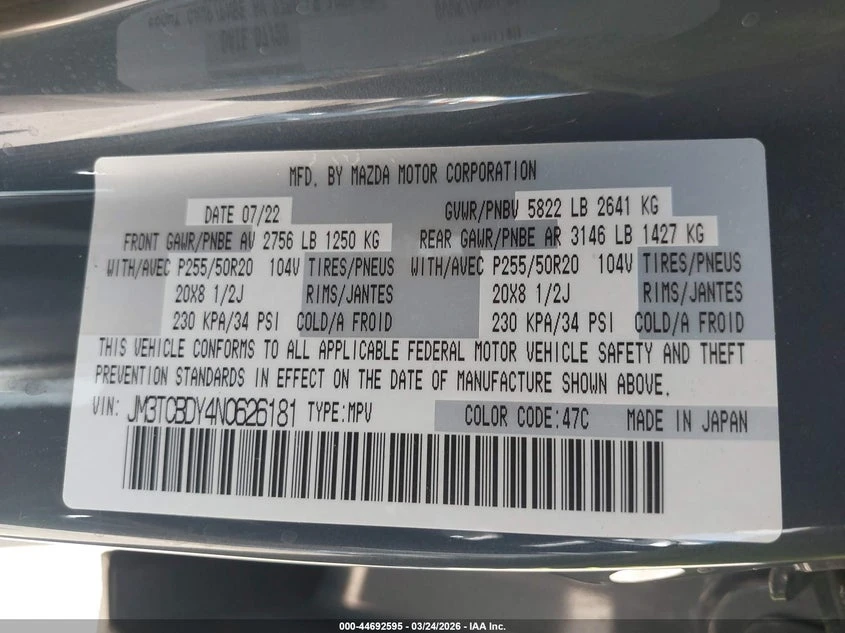 MFD. BY MAZDA MOTOR CORPORATION
DATE 07/22 GVWR/PNBV 5822 LB 2641 KG
FRONT GAWR/PNBE AV 2756 LB 1250 KG REAR GAWR/PNBE AR 3146 LB 1427 KG
WITH/AVEC P255/50R20 104V TIRES/PNEUS WITH/AVEC P255/50R20 104V TIRES/PNEUS
20X8 1/2J RIMS/JANTES 20X8 1/2J RIMS/JANTES
230 KPA/34 PSI COLD/A FROID 230 KPA/34 PSI COLD/A FROID
THIS VEHICLE CONFORMS TO ALL APPLICABLE FEDERAL MOTOR VEHICLE SAFETY AND THEFT
PREVENTION STANDARDS IN EFFECT ON THE DATE OF MANUFACTURE SHOWN ABOVE.
VIN: JM3TCBDY4N0626181 TYPE:MPV COLOR CODE:47C MADE IN JAPAN
000-44692595 - 03/24/2026 - IAA Inc.